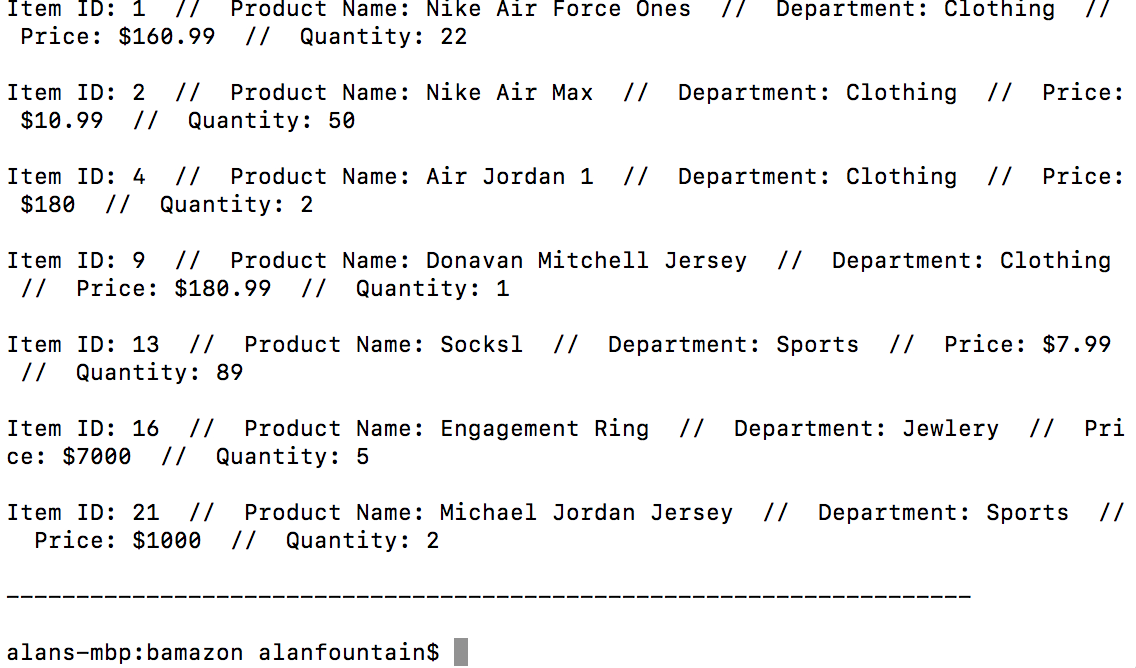 Item ID: 1  //  Product Name: Nike Air Force Ones  //  Department: Clothing  //
 Price: $160.99  //  Quantity: 22
Item ID: 2  //  Product Name: Nike Air Max  //  Department: Clothing  //  Price:
 $10.99  //  Quantity: 50
Item ID: 4  //  Product Name: Air Jordan 1  //  Department: Clothing  //  Price:
 $180  //  Quantity: 2
Item ID: 9  //  Product Name: Donavan Mitchell Jersey  //  Department: Clothing
 //  Price: $180.99  //  Quantity: 1
Item ID: 13  //  Product Name: Socksl  //  Department: Sports  //  Price: $7.99
 //  Quantity: 89
Item ID: 16  //  Product Name: Engagement Ring  //  Department: Jewlery  //  Pri
ce: $7000  //  Quantity: 5
Item ID: 21  //  Product Name: Michael Jordan Jersey  //  Department: Sports  //
  Price: $1000  //  Quantity: 2
---------------------------------------------------------------------
alans-mbp:bamazon alanfountain$